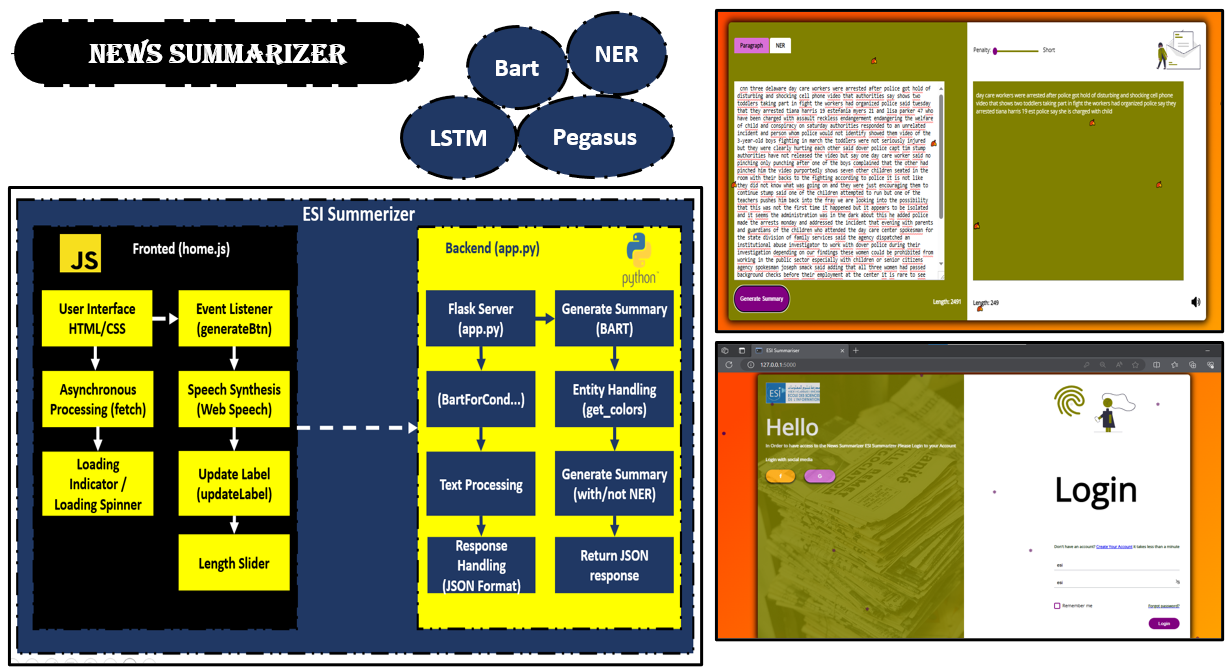 NEWS SUMMARIZER
Bart
NER
LSTM
Pegasus
ESI Summerizer
JS
Fronted (home.js)
User Interface
HTML/CSS
Asynchronous
Processing (fetch)
Loading
Indicator /
Loading Spinner
Event Listener
(generateBtn)
Speech Synthesis
(Web Speech)
Update Label
(updateLabel)
Length Slider
Backend (app.py)
python
Flask Server
(app.py)
(BartForCond...)
Text Processing
Response
Handling
(JSON Format)
Generate Summary
(BART)
Entity Handling
(get_colors)
Generate Summary
(with/not NER)
Return JSON
response
Paragraph
NER
cnn three delaware day care workers were arrested after police got hold of
disturbing and shocking cell phone video that authorities say shows two
toddlers taking part in fight the workers had organized police said tuesday
that they arrested tiana harris 19 estefania myers 21 and lisa parker 47 who
have been charged with assault reckless endangerment endangering the welfare
of child and conspiracy on saturday authorities responded to an unrelated
incident and person whom police would not identify showed them video of the
3-year-old boys fighting in march the toddlers were not seriously injured
but they were clearly hurting each other said dover police capt tim stump
authorities have not released the video but say one day care worker said no
pinching only punching after one of the boys complained that the other had
pinched him the video purportedly shows seven other children seated in the
room with their backs to the fighting according to police it is not like
they did not know what was going on and they were just encouraging them to
continue stump said one of the children attempted to run but one of the
teachers pushes him back into the fray we are looking into the possibility
that this was not the first time it happened but it appears to be isolated
and it seems the administration was in the dark about this he added police
made the arrests monday and addressed the incident that evening with parents
and guardians of the children who attended the day care center spokesman for
the state division of family services said the agency dispatched an
institutional abuse investigator to work with dover police during their
investigation depending on our findings these women could be prohibited from
working in the public sector especially with children or senior citizens
agency spokesman joseph smack said adding that all three women had passed
background checks before their employment at the center it is rare to see
Generate Summary
Length: 2491
Penalty:
Short
day care workers were arrested after police got hold of disturbing and shocking cell phone
video that shows two toddlers taking part in fight the workers had organized police say they
arrested tiana harris 19 est police say she is charged with child
Length: 249
ESI Summarizer
127.0.0.1:5000
ESI
ECOLE DES SCIENCES
DE L'INFORMATION
Hello
In Order to have access to the News Summarizer ESI Summarizer Please Login to your Account
Login with social media
F
G
Login
Don't have an account? Create Your Account it takes less than a minute
esi
esi
Remember me
Forgot password?
Login